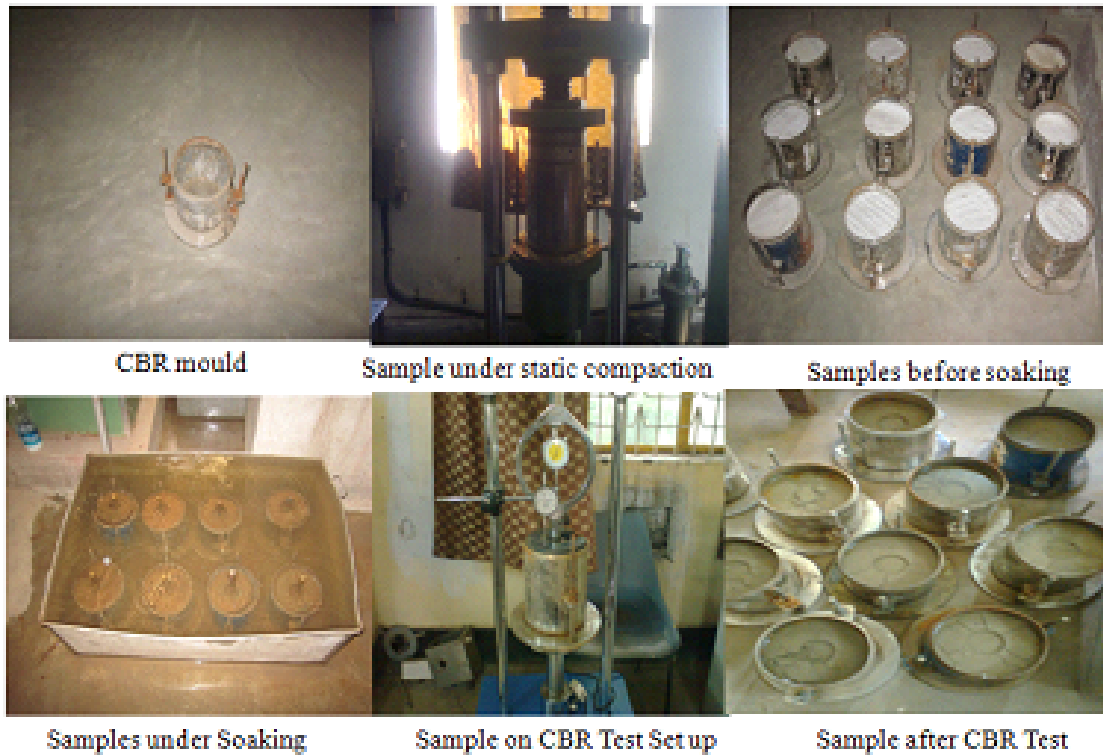 CBR mould
Sample under static compaction
Samples before soaking
Samples under Soaking
Sample on CBR Test Set up
Sample after CBR Test